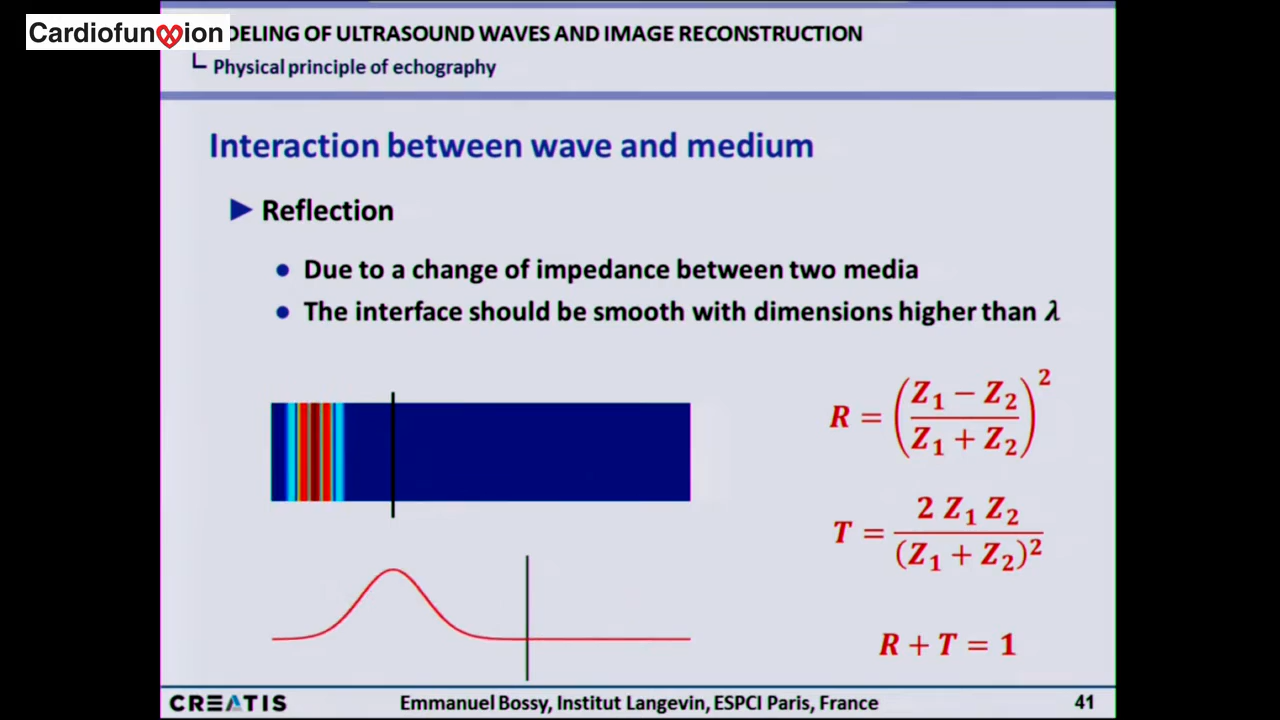 Cardiofunxion
DELING OF ULTRASOUND WAVES AND IMAGE RECONSTRUCTION
Physical principle of echography
Interaction between wave and medium
► Reflection
● Due to a change of impedance between two media
● The interface should be smooth with dimensions higher than λ
R = ((Z₁ − Z₂) / (Z₁ + Z₂))²
T = 2 Z₁ Z₂ / (Z₁ + Z₂)²
R + T = 1
CREATIS
Emmanuel Bossy, Institut Langevin, ESPCI Paris, France
41